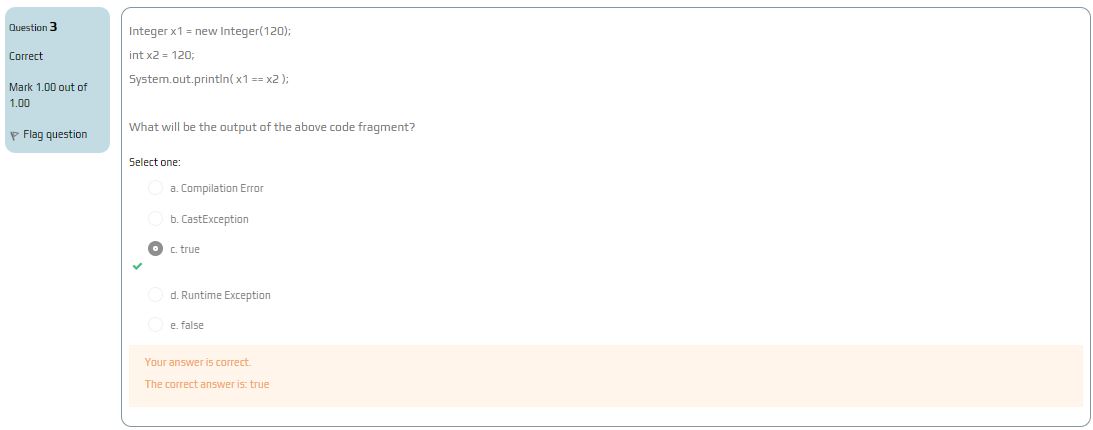 Question 3
Correct
Mark 1.00 out of
1.00
Flag question
Integer x1 = new Integer(120);
int x2 = 120;
System.out.println( x1 == x2 );
What will be the output of the above code fragment?
Select one:
a. Compilation Error
b. CastException
c. true
d. Runtime Exception
e. false
Your answer is correct.
The correct answer is: true